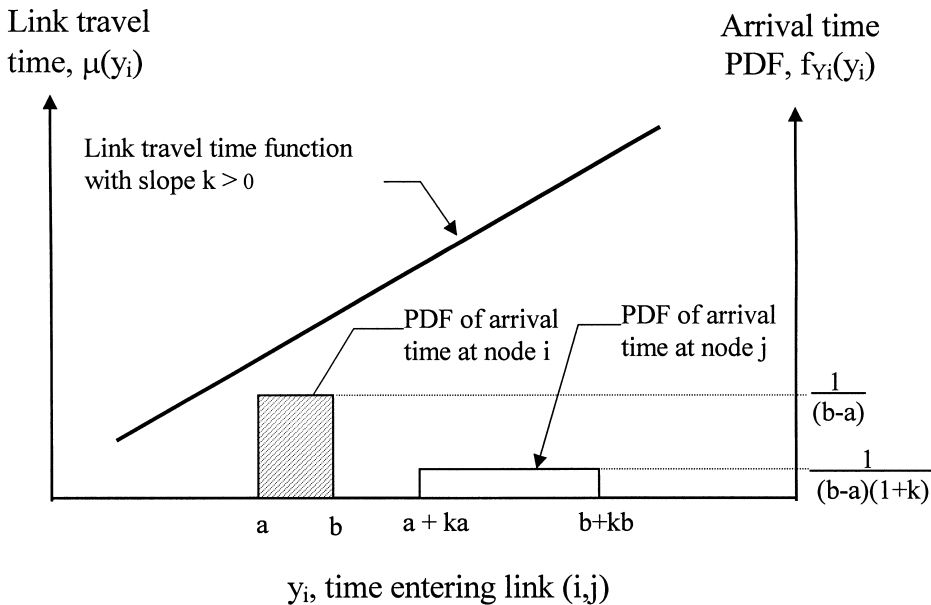 Link travel
time, μ(yᵢ)
Arrival time
PDF, fYᵢ(yᵢ)
Link travel time function
with slope k > 0
PDF of arrival
time at node i
PDF of arrival
time at node j
1
(b-a)
1
(b-a)(1+k)
a
b
a + ka
b+kb
yᵢ, time entering link (i,j)